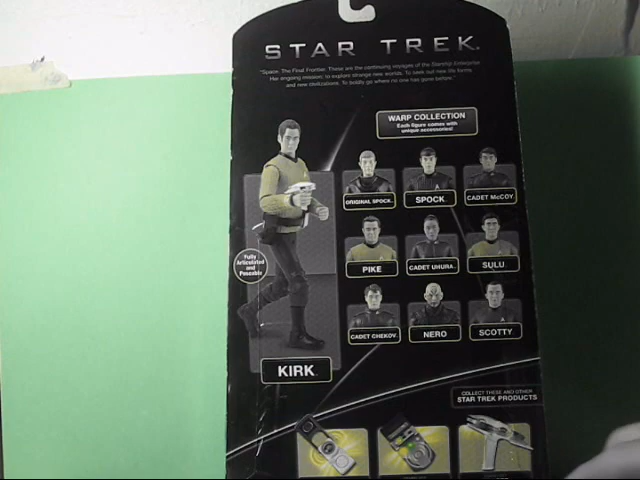 STAR TREK
"Space, The Final Frontier. These are the continuing voyages of the Starship Enterprise.
Her ongoing mission: to explore strange new worlds. To seek out new life forms
and new civilizations. To boldly go where no one has gone before."
WARP COLLECTION
Each figure comes with
unique accessories!
ORIGINAL SPOCK
SPOCK
CADET McCOY
PIKE
CADET UHURA
SULU
Fully
Articulated
and
Poseable
CADET CHEKOV
NERO
SCOTTY
KIRK
COLLECT THESE AND OTHER
STAR TREK PRODUCTS